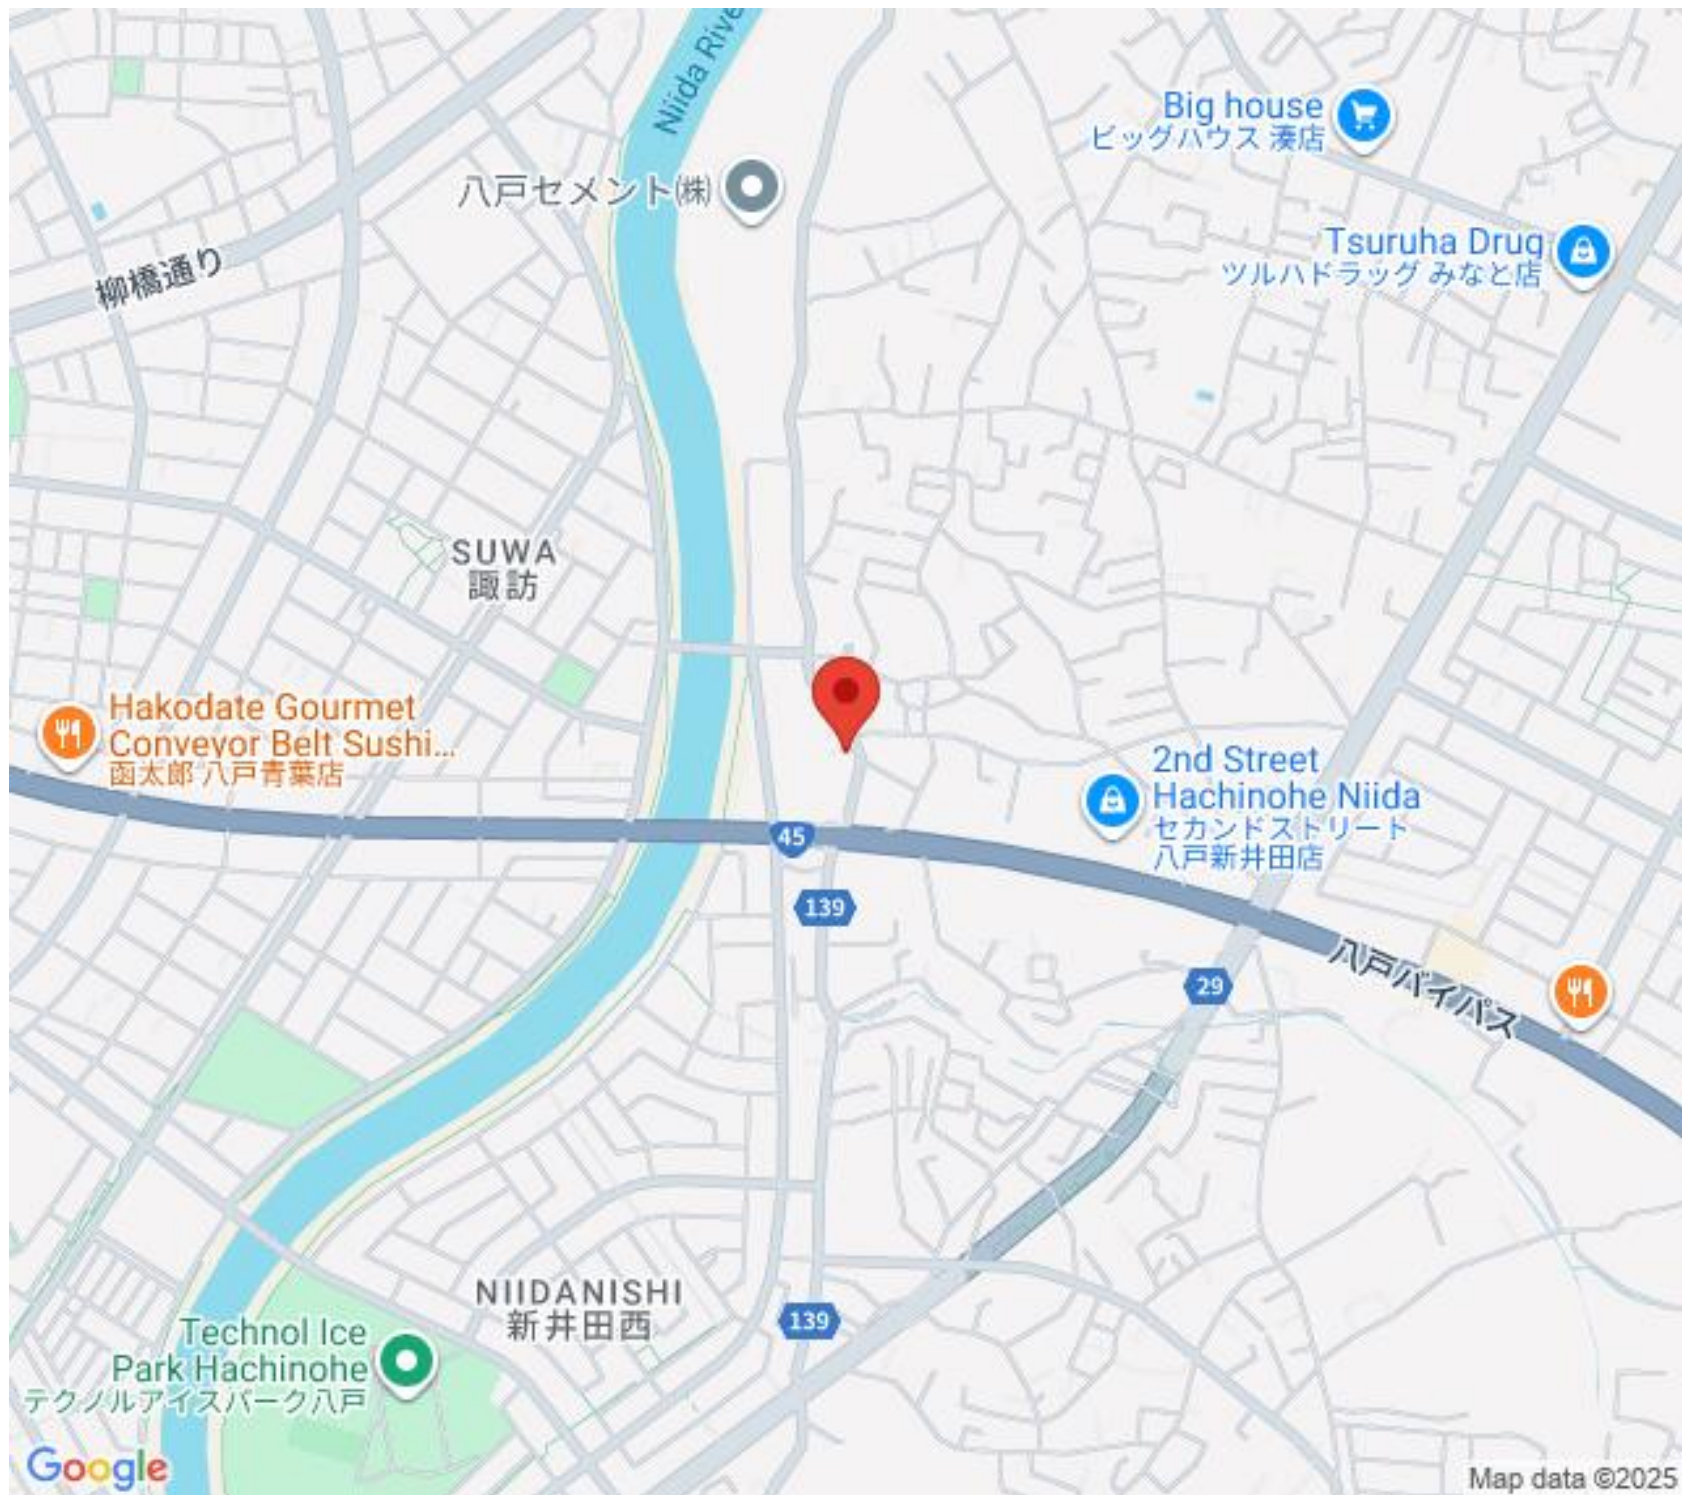 Niida River
Big house
ビッグハウス 湊店
八戸セメント㈱
Tsuruha Drug
ツルハドラッグ みなと店
柳橋通り
SUWA
諏訪
Hakodate Gourmet
Conveyor Belt Sushi...
函太郎 八戸青葉店
2nd Street
Hachinohe Niida
セカンドストリート
八戸新井田店
45
139
29
八戸バイパス
NIIDANISHI
新井田西
139
Technol Ice
Park Hachinohe
テクノルアイスパーク八戸
Google
Map data ©2025